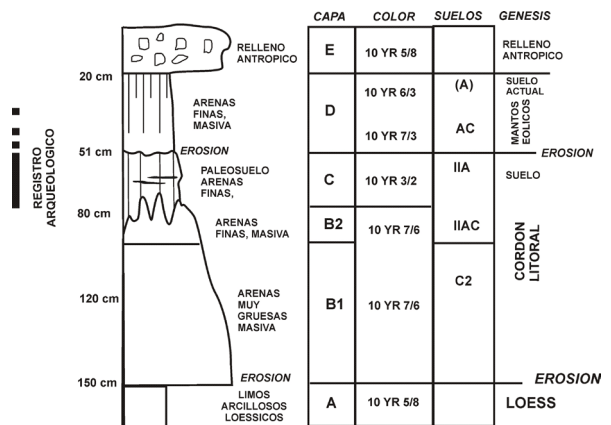 CAPA COLOR SUELOS GENESIS
E 10 YR 5/8
RELLENO
ANTROPICO
RELLENO
ANTROPICO
20 cm
ARENAS
FINAS,
MASIVA
D
10 YR 6/3
10 YR 7/3
(A)
AC
SUELO
ACTUAL
MANTOS
EOLICOS
REGISTRO
ARQUEOLOGICO
51 cm
EROSION
EROSION
PALEOSUELO
ARENAS
FINAS,
C 10 YR 3/2
IIA
SUELO
80 cm
ARENAS
FINAS, MASIVA
B2 10 YR 7/6 IIAC
CORDON
LITORAL
C2
120 cm
ARENAS
MUY
GRUESAS
MASIVA
B1 10 YR 7/6
150 cm
EROSION
EROSION
LIMOS
ARCILLOSOS
LOESSICOS
A 10 YR 5/8 LOESS